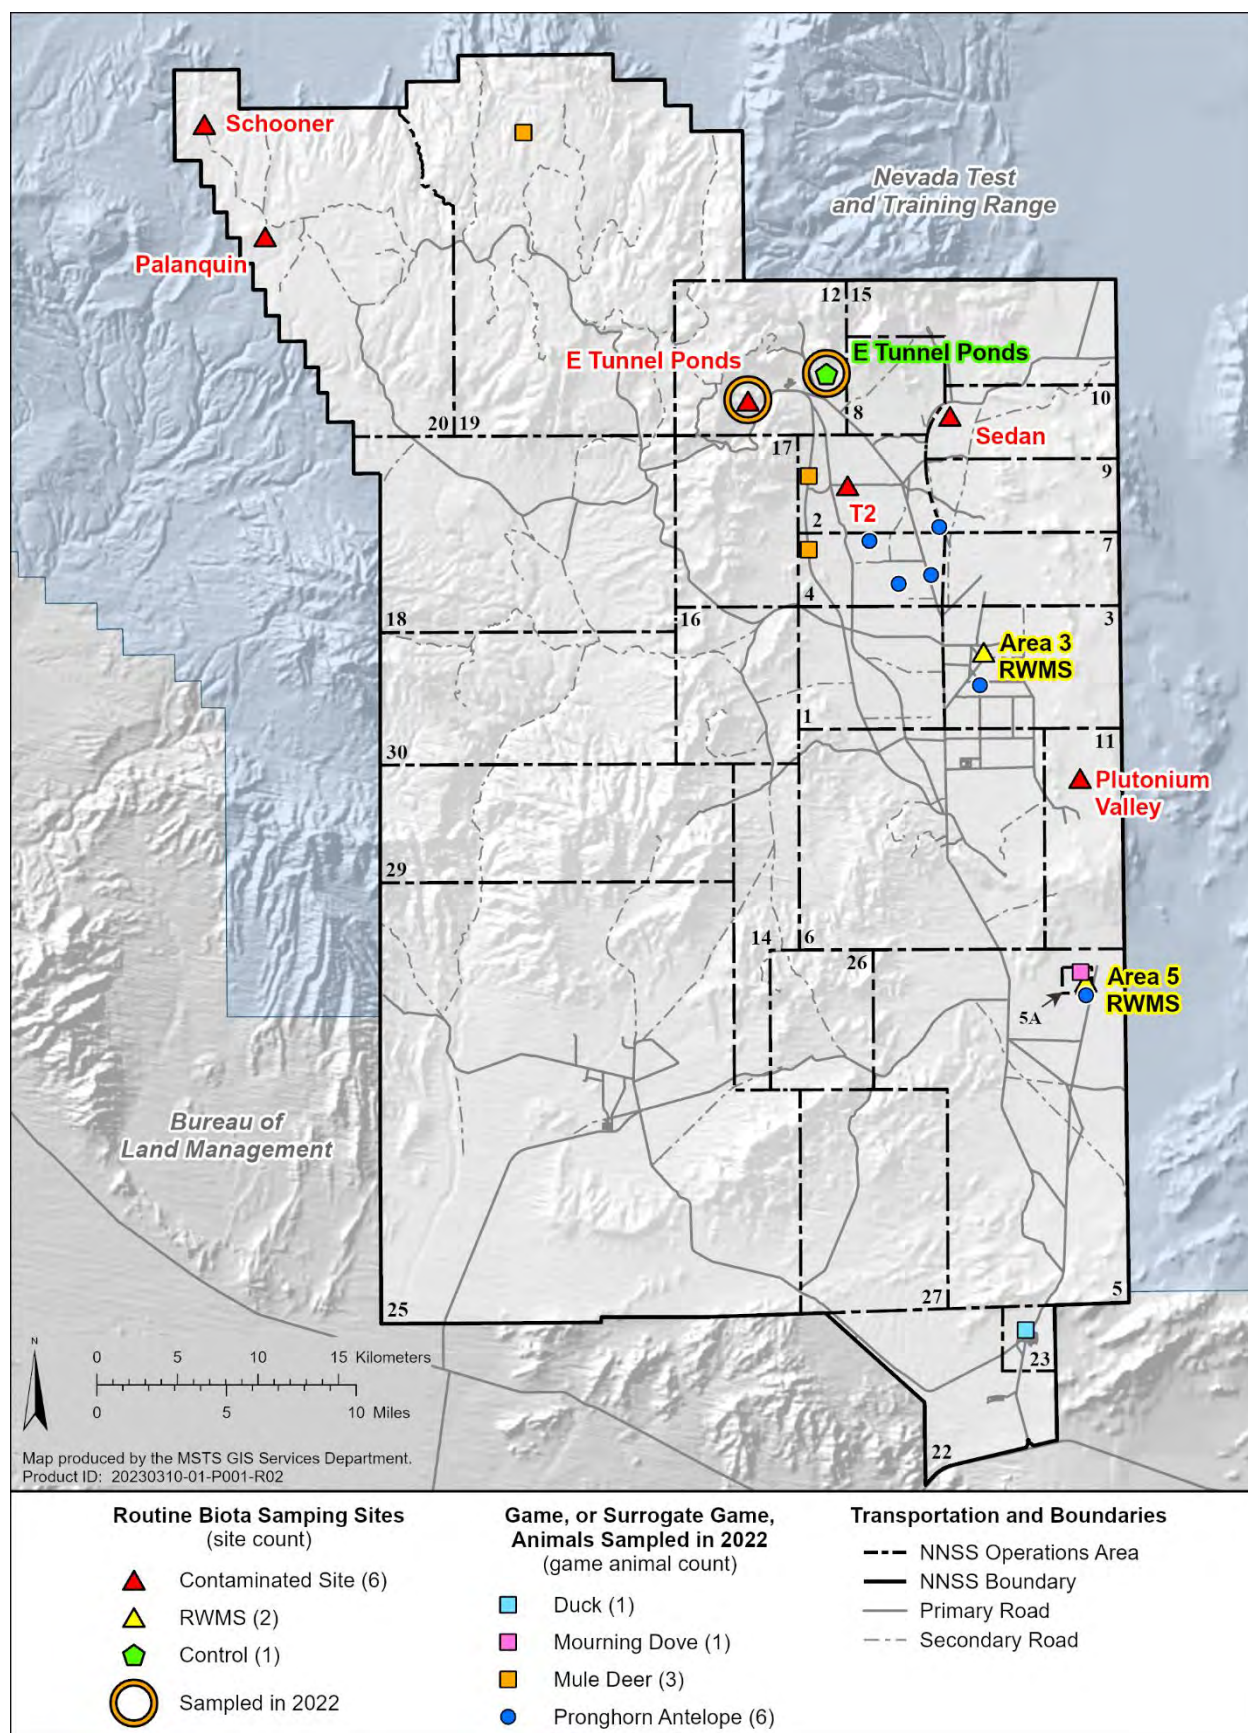 Schooner
Nevada Test
and Training Range
Palanquin
12
15
E Tunnel Ponds
E Tunnel Ponds
10
8
Sedan
20
19
17
9
T2
2
7
4
18
16
3
Area 3
RWMS
1
11
30
Plutonium
Valley
29
14
6
26
Area 5
RWMS
5A
Bureau of
Land Management
25
27
5
23
22
N
0 5 10 15 Kilometers
0 5 10 Miles
Map produced by the MSTS GIS Services Department.
Product ID: 20230310-01-P001-R02
Routine Biota Samping Sites
(site count)
Contaminated Site (6)
RWMS (2)
Control (1)
Sampled in 2022
Game, or Surrogate Game,
Animals Sampled in 2022
(game animal count)
Duck (1)
Mourning Dove (1)
Mule Deer (3)
Pronghorn Antelope (6)
Transportation and Boundaries
NNSS Operations Area
NNSS Boundary
Primary Road
Secondary Road